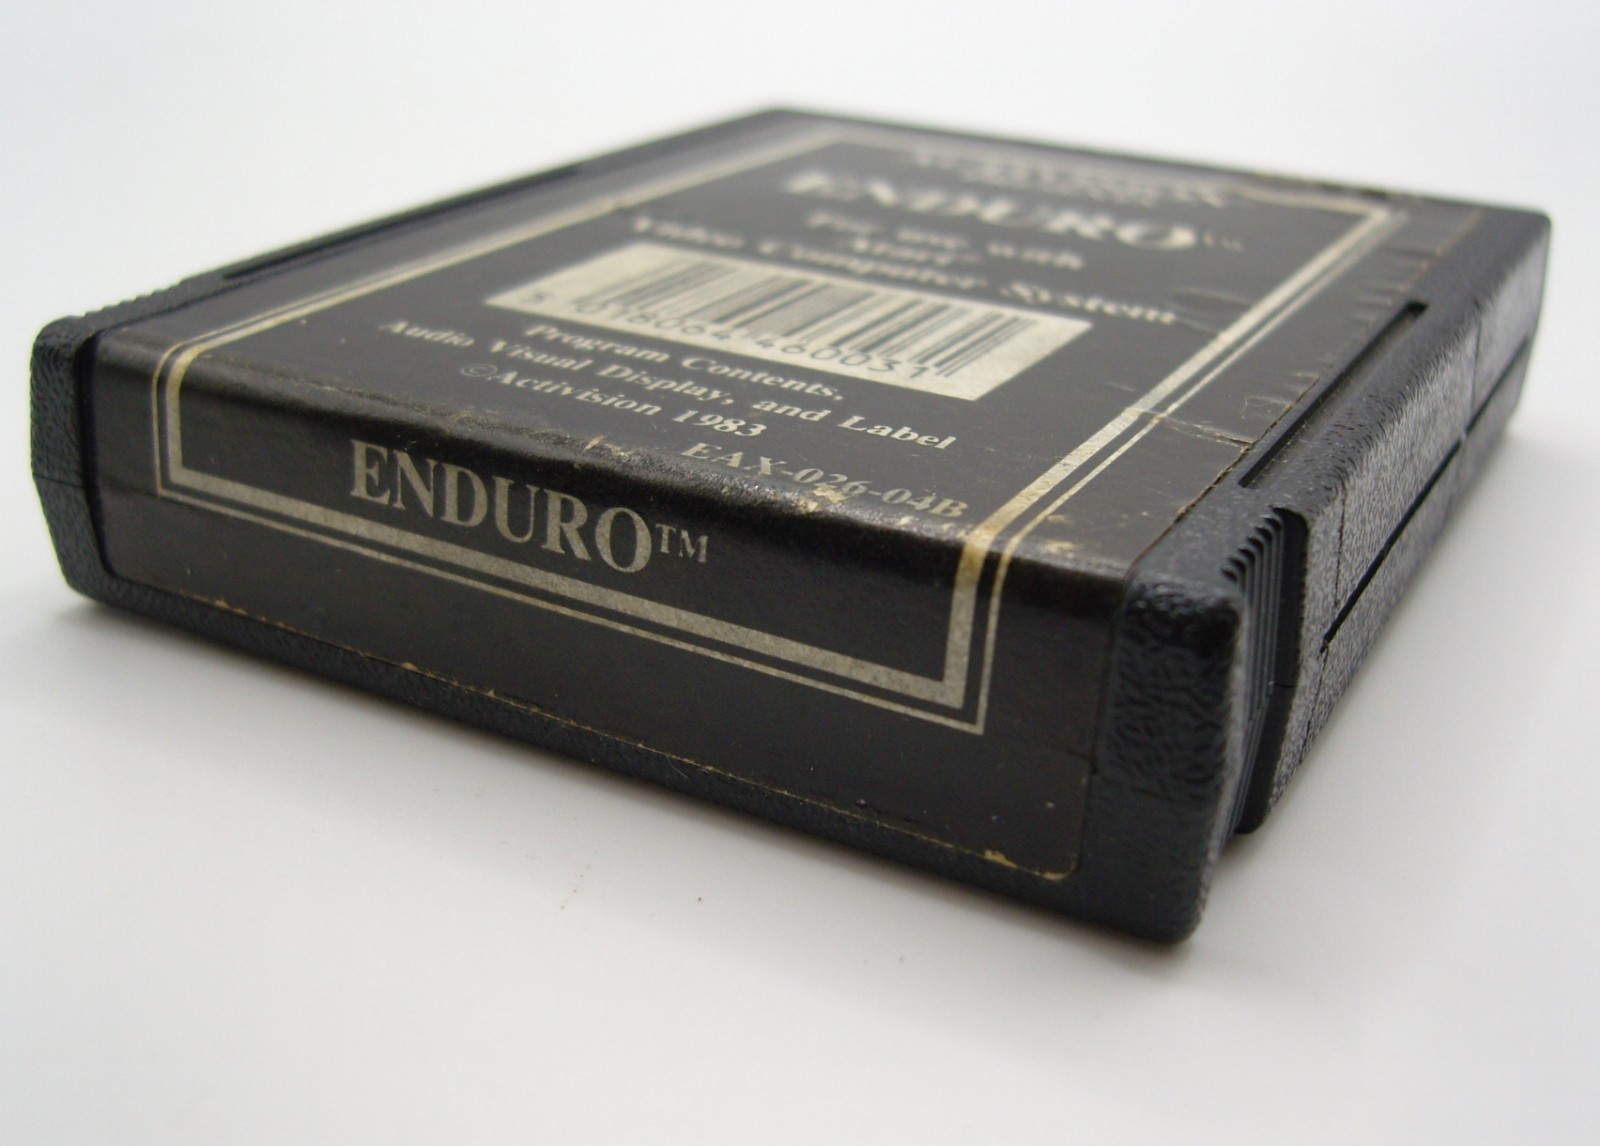 ENDURO™
For use with
Atari
Video Computer System
Program Contents,
Audio Visual Display, and Label
©Activision 1983
EAX-026-04B
ENDURO™